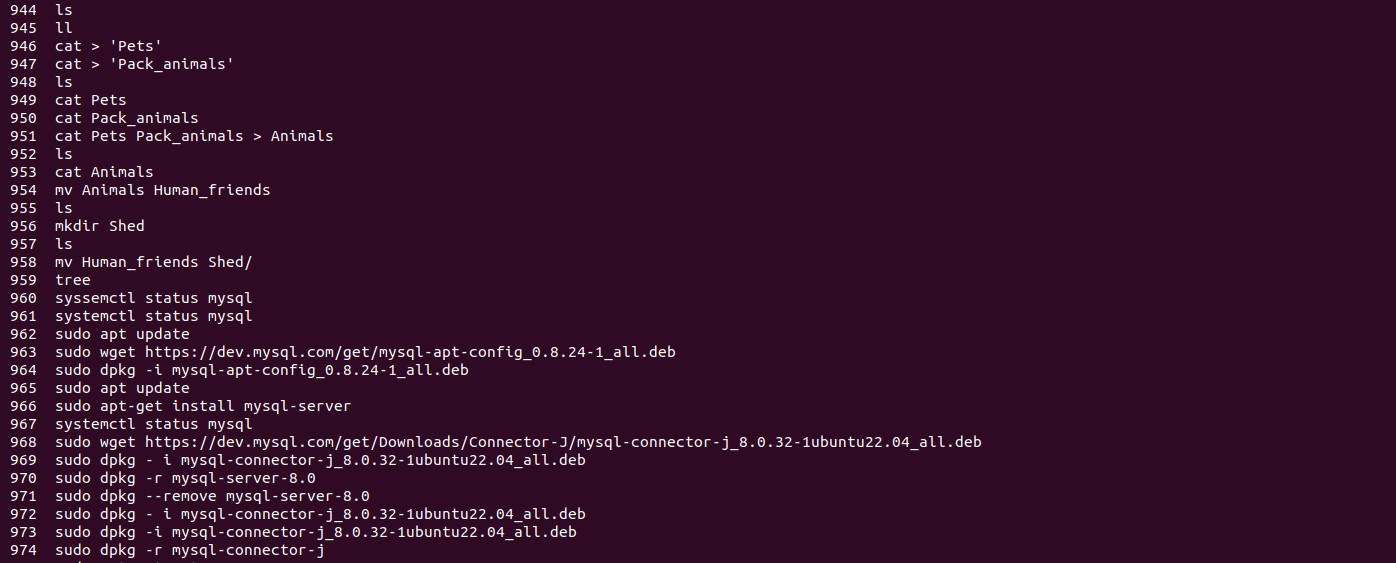 944 ls
945 ll
946 cat > 'Pets'
947 cat > 'Pack_animals'
948 ls
949 cat Pets
950 cat Pack_animals
951 cat Pets Pack_animals > Animals
952 ls
953 cat Animals
954 mv Animals Human_friends
955 ls
956 mkdir Shed
957 ls
958 mv Human_friends Shed/
959 tree
960 syssemctl status mysql
961 systemctl status mysql
962 sudo apt update
963 sudo wget https://dev.mysql.com/get/mysql-apt-config_0.8.24-1_all.deb
964 sudo dpkg -i mysql-apt-config_0.8.24-1_all.deb
965 sudo apt update
966 sudo apt-get install mysql-server
967 systemctl status mysql
968 sudo wget https://dev.mysql.com/get/Downloads/Connector-J/mysql-connector-j_8.0.32-1ubuntu22.04_all.deb
969 sudo dpkg - i mysql-connector-j_8.0.32-1ubuntu22.04_all.deb
970 sudo dpkg -r mysql-server-8.0
971 sudo dpkg --remove mysql-server-8.0
972 sudo dpkg - i mysql-connector-j_8.0.32-1ubuntu22.04_all.deb
973 sudo dpkg -i mysql-connector-j_8.0.32-1ubuntu22.04_all.deb
974 sudo dpkg -r mysql-connector-j